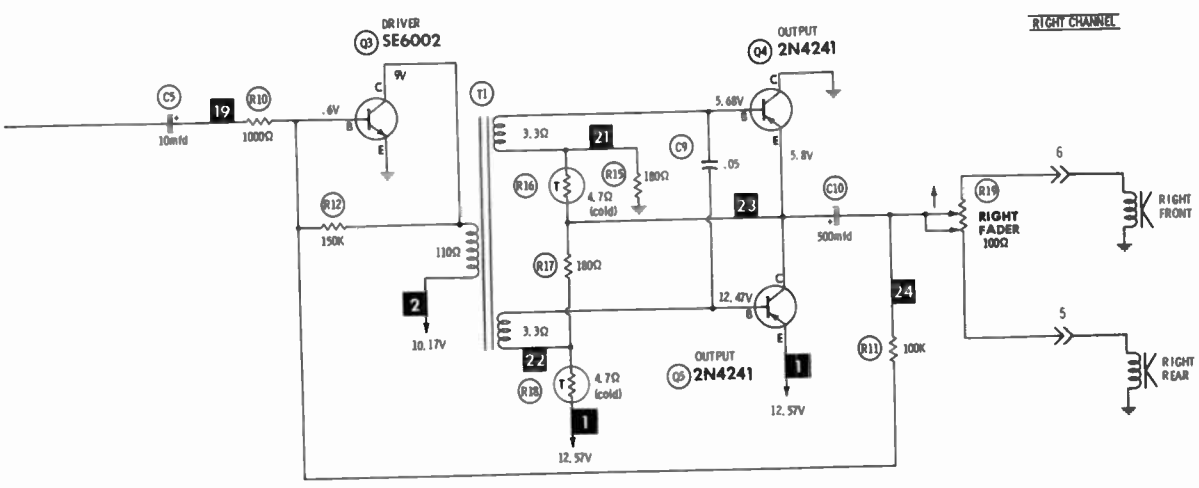 RIGHT CHANNEL
DRIVER
Q3 SE6002
OUTPUT
Q4 2N4241
C5
+
10mfd
19
R10
1000Ω
.6V
B
C
9V
E
T1
3.3Ω
21
R15
180Ω
R16
T
4.7Ω
(cold)
C9
.05
5.68V
B
C
E
5.8V
23
C10
+
500mfd
R19
RIGHT
FADER
100Ω
6
RIGHT
FRONT
R12
150K
110Ω
2
10.17V
R17
180Ω
3.3Ω
22
R18
T
4.7Ω
(cold)
1
12.57V
12.47V
B
C
E
OUTPUT
Q5 2N4241
1
12.57V
24
R11
100K
5
RIGHT
REAR